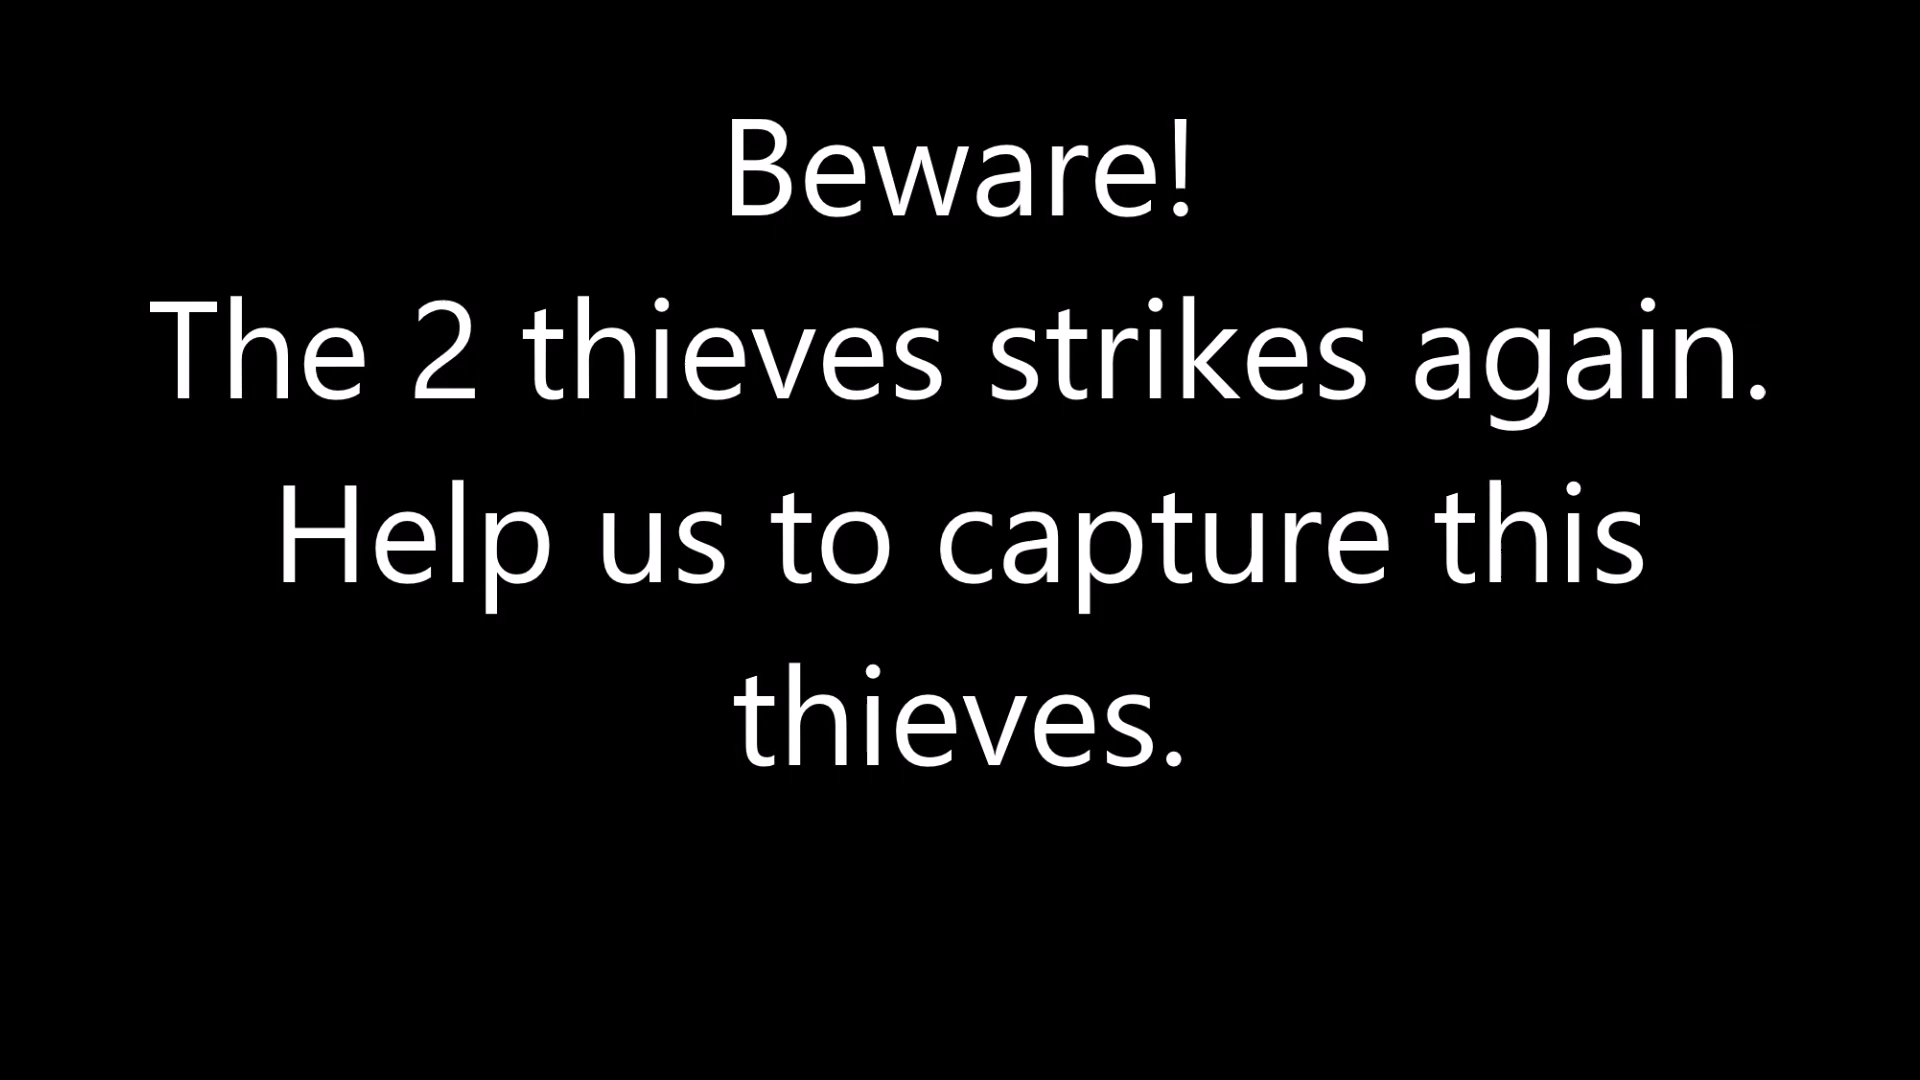 Beware!
The 2 thieves strikes again.
Help us to capture this
thieves.